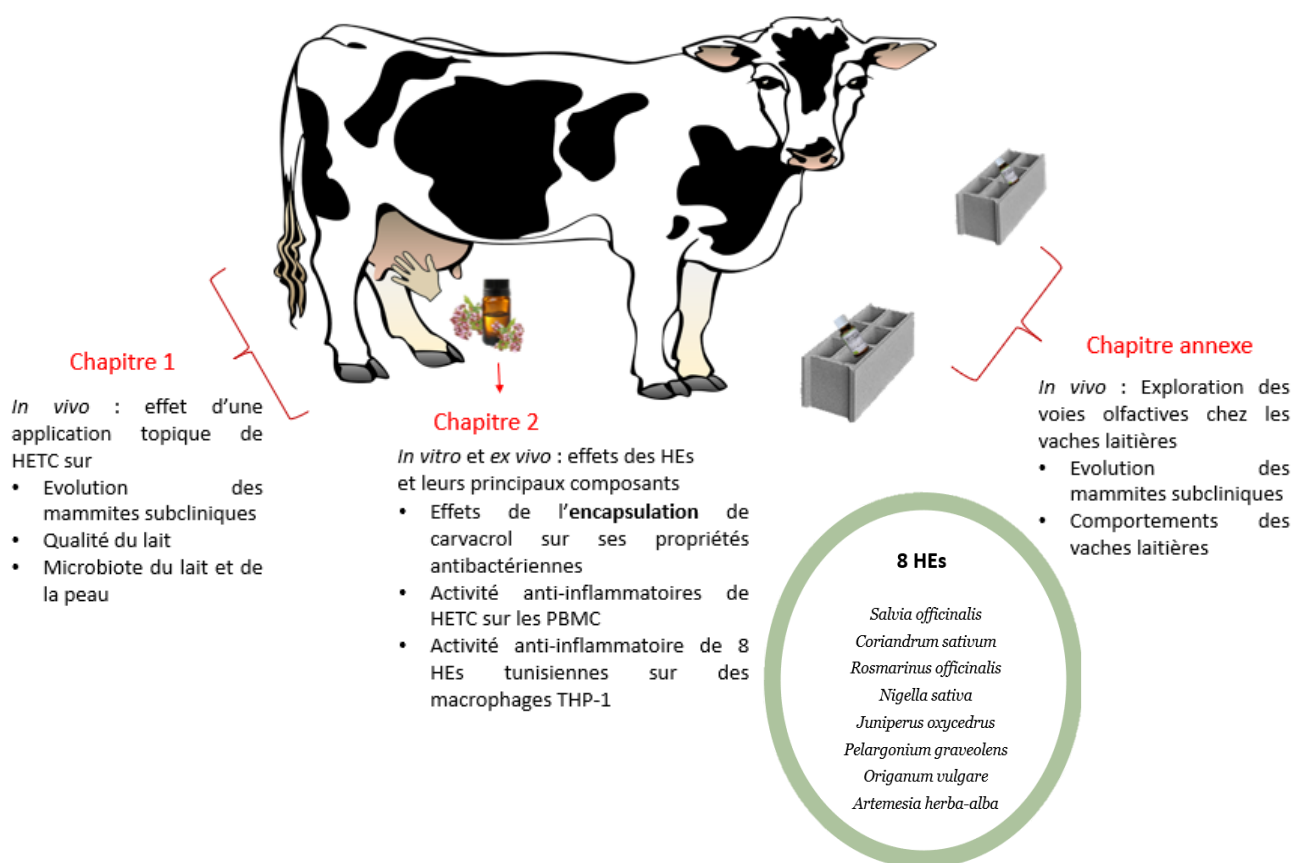 Chapitre 1
In vivo : effet d’une
application topique de
HETC sur
• Evolution des
mammites subcliniques
• Qualité du lait
• Microbiote du lait et de
la peau
Chapitre 2
In vitro et ex vivo : effets des HEs
et leurs principaux composants
• Effets de l’encapsulation de
carvacrol sur ses propriétés
antibactériennes
• Activité anti-inflammatoires de
HETC sur les PBMC
• Activité anti-inflammatoire de 8
HEs tunisiennes sur des
macrophages THP-1
Chapitre annexe
In vivo : Exploration des
voies olfactives chez les
vaches laitières
• Evolution des
mammites subcliniques
• Comportements des
vaches laitières
8 HEs
Salvia officinalis
Coriandrum sativum
Rosmarinus officinalis
Nigella sativa
Juniperus oxycedrus
Pelargonium graveolens
Origanum vulgare
Artemesia herba-alba